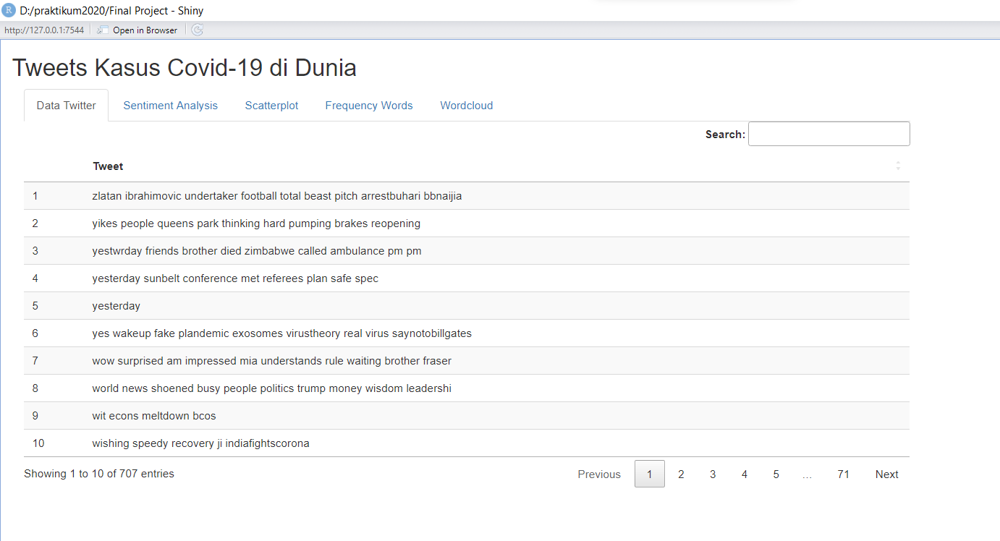 D:/praktikum2020/Final Project - Shiny
http://127.0.0.1:7544 Open in Browser
Tweets Kasus Covid-19 di Dunia
Data Twitter Sentiment Analysis Scatterplot Frequency Words Wordcloud
Search:
Tweet
1 zlatan ibrahimovic undertaker football total beast pitch arrestbuhari bbnaijia
2 yikes people queens park thinking hard pumping brakes reopening
3 yestwrday friends brother died zimbabwe called ambulance pm pm
4 yesterday sunbelt conference met referees plan safe spec
5 yesterday
6 yes wakeup fake plandemic exosomes virustheory real virus saynotobillgates
7 wow surprised am impressed mia understands rule waiting brother fraser
8 world news shoened busy people politics trump money wisdom leadershi
9 wit econs meltdown bcos
10 wishing speedy recovery ji indiafightscorona
Showing 1 to 10 of 707 entries Previous 1 2 3 4 5 … 71 Next